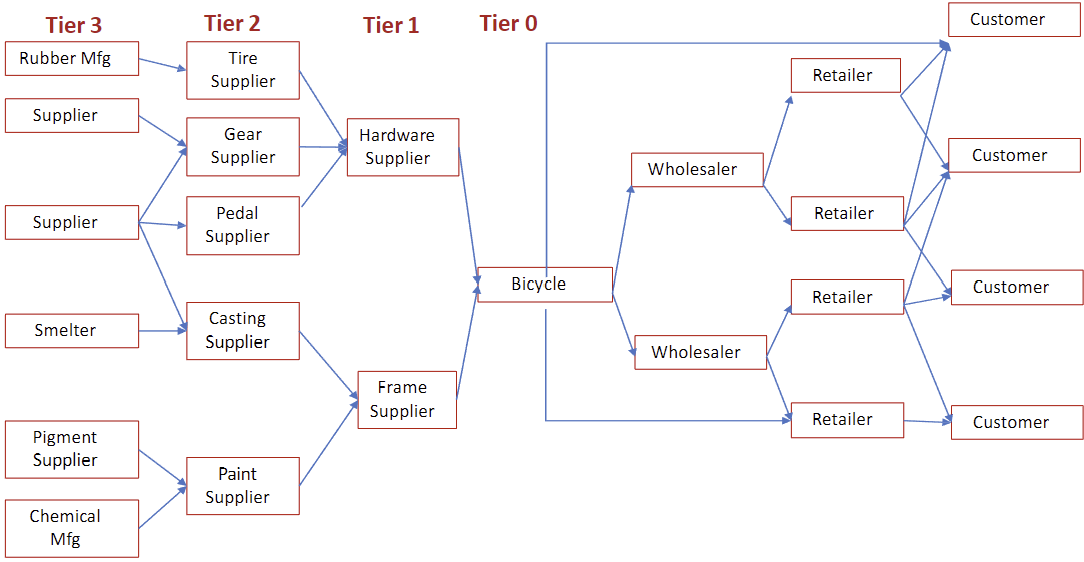 Tier 3
Tier 2
Tier 1
Tier 0
Rubber Mfg
Supplier
Supplier
Smelter
Pigment
Supplier
Chemical
Mfg
Tire
Supplier
Gear
Supplier
Pedal
Supplier
Casting
Supplier
Paint
Supplier
Hardware
Supplier
Frame
Supplier
Bicycle
Wholesaler
Wholesaler
Retailer
Retailer
Retailer
Retailer
Customer
Customer
Customer
Customer